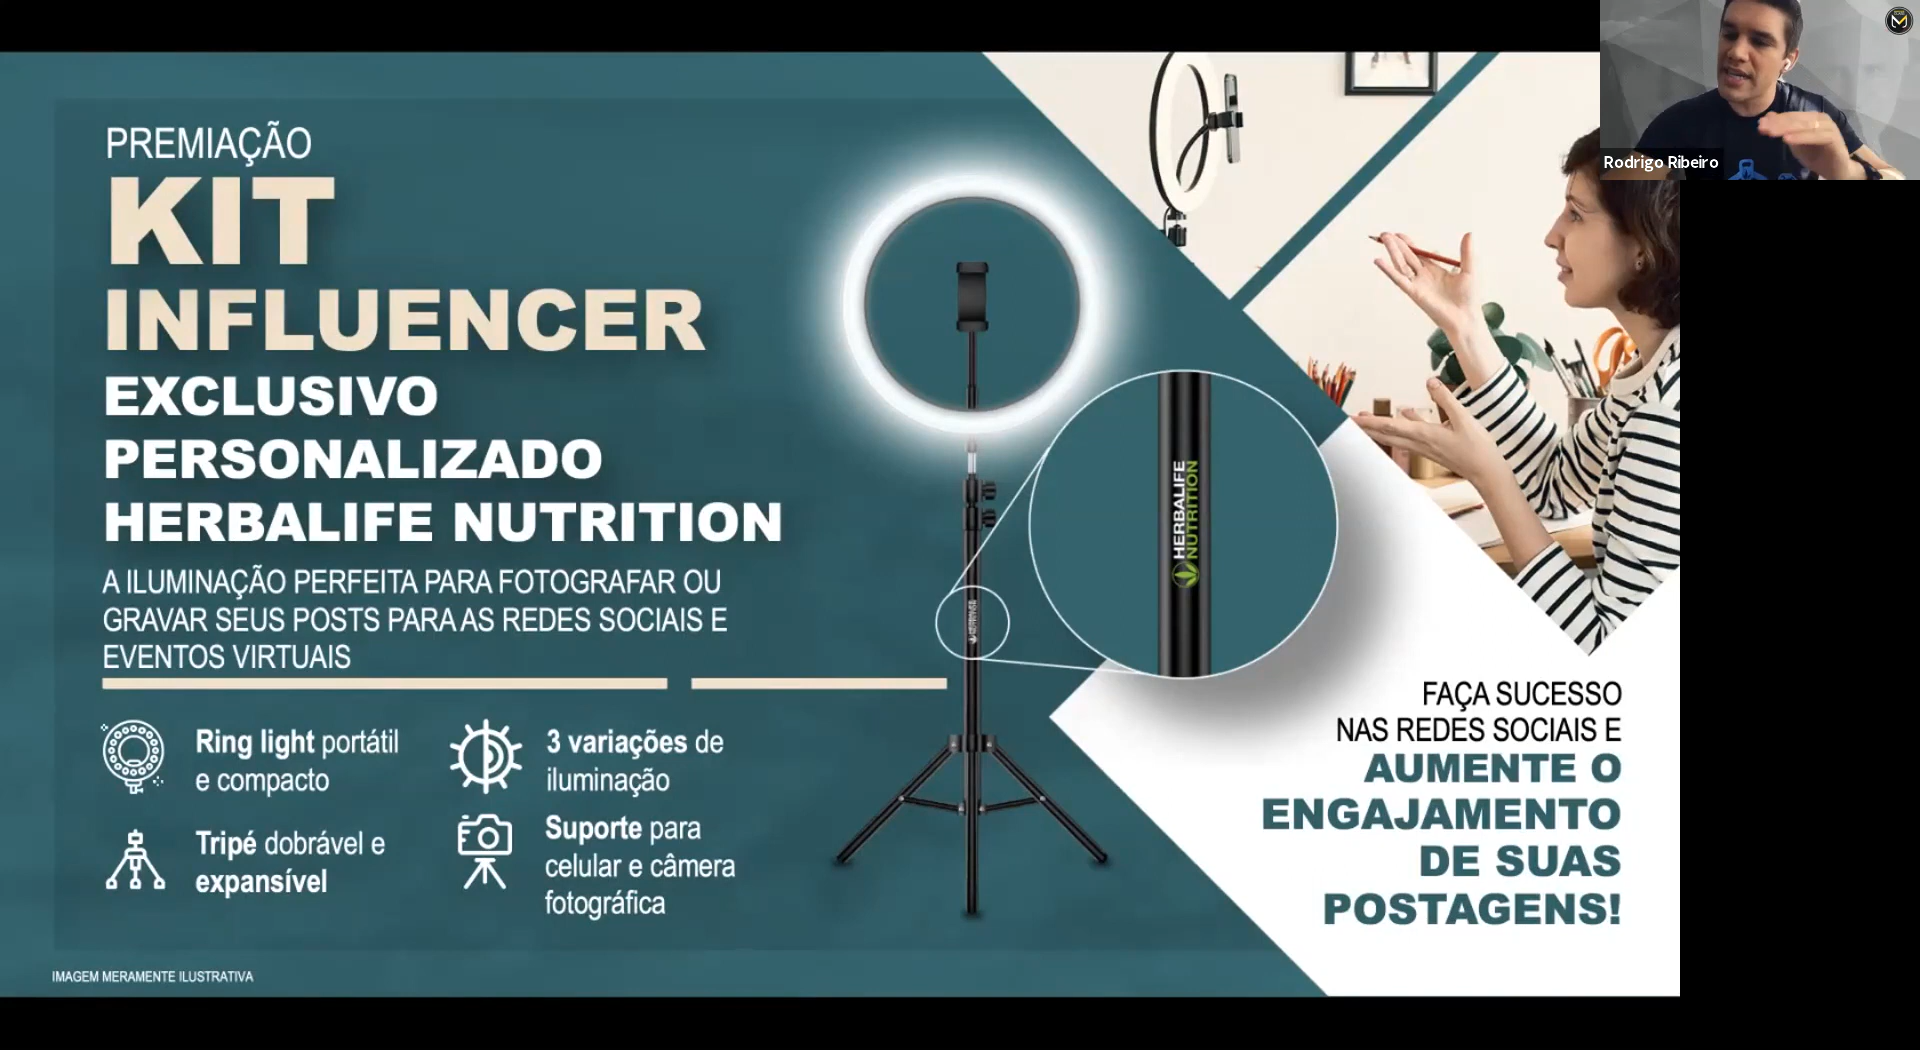 PREMIAÇÃO
KIT
INFLUENCER
EXCLUSIVO
PERSONALIZADO
HERBALIFE NUTRITION
A ILUMINAÇÃO PERFEITA PARA FOTOGRAFAR OU
GRAVAR SEUS POSTS PARA AS REDES SOCIAIS E
EVENTOS VIRTUAIS
Ring light portátil
e compacto
3 variações de
iluminação
Tripé dobrável e
expansível
Suporte para
celular e câmera
fotográfica
IMAGEM MERAMENTE ILUSTRATIVA
HERBALIFE
NUTRITION
FAÇA SUCESSO
NAS REDES SOCIAIS E
AUMENTE O
ENGAJAMENTO
DE SUAS
POSTAGENS!
Rodrigo Ribeiro